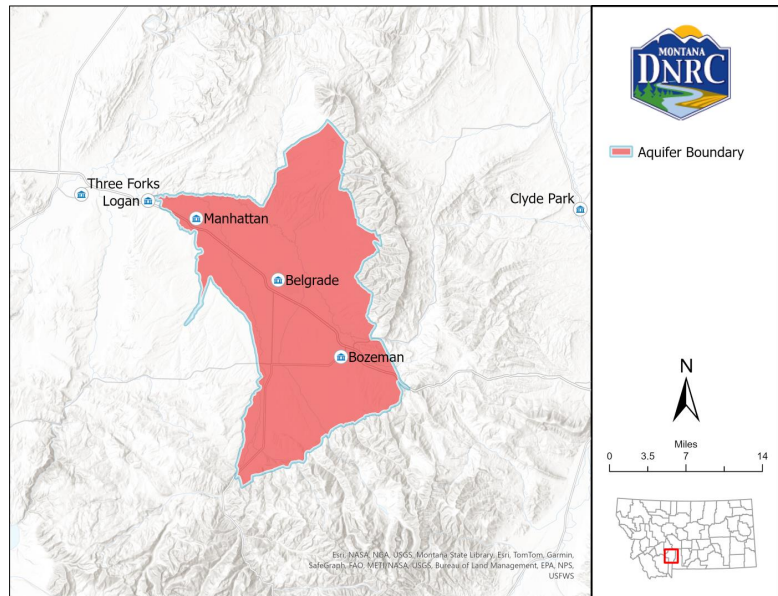 Three Forks
Logan
Manhattan
Belgrade
Bozeman
Clyde Park
Esri, NASA, NGA, USGS, Montana State Library, Esri, TomTom, Garmin,
SafeGraph, FAO, METI/NASA, USGS, Bureau of Land Management, EPA, NPS,
USFWS
MONTANA
DNRC
Aquifer Boundary
N
Miles
0 3.5 7 14